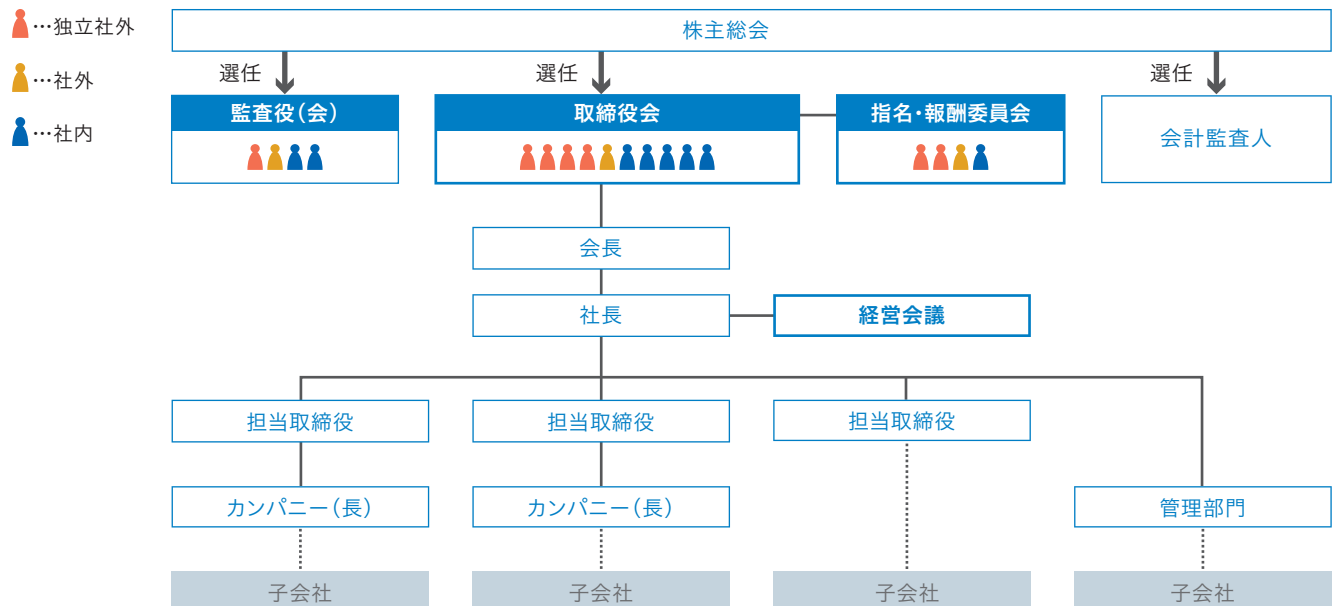 …独立社外
…社外
…社内
株主総会
選任
選任
選任
監査役（会）
取締役会
指名・報酬委員会
会計監査人
会長
社長
経営会議
担当取締役
担当取締役
担当取締役
カンパニー（長）
カンパニー（長）
管理部門
子会社
子会社
子会社
子会社